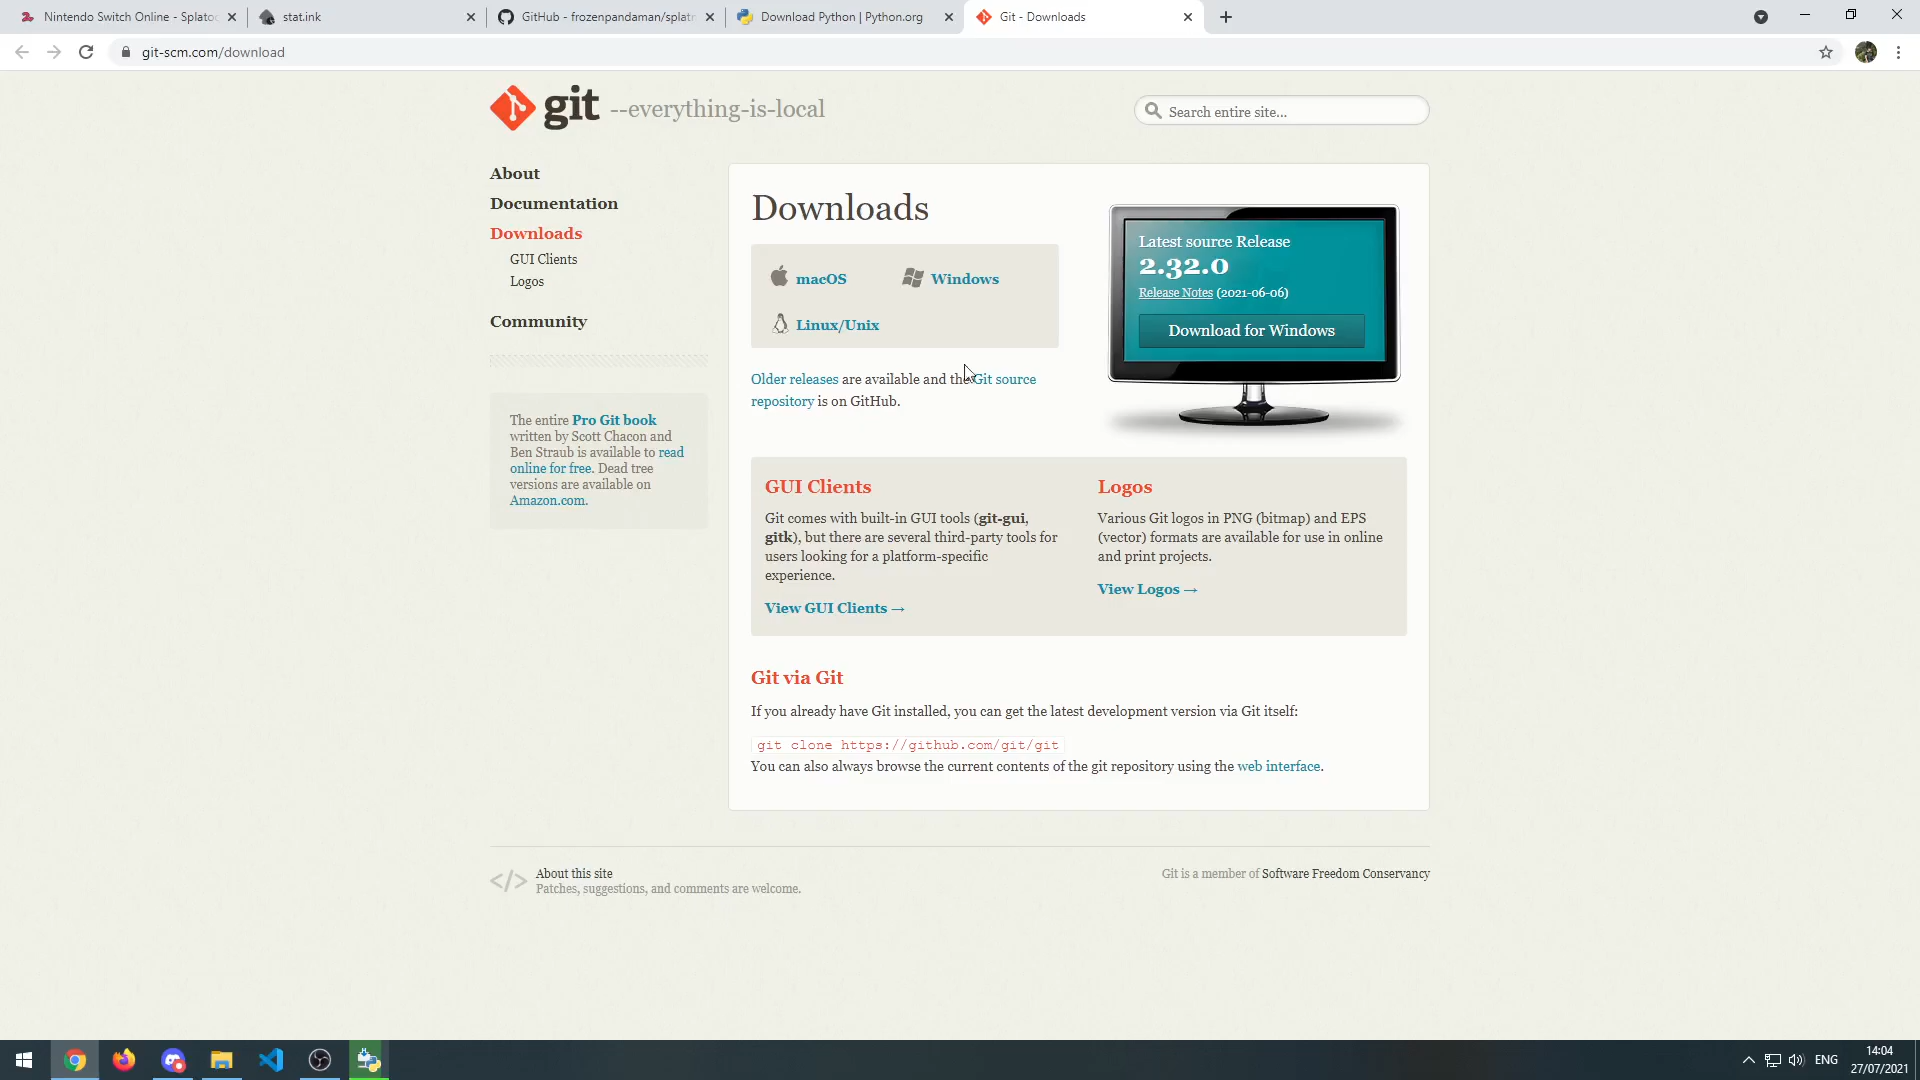 Nintendo Switch Online - Splatoo
stat.ink
GitHub - frozenpandaman/splatn
Download Python | Python.org
Git - Downloads
git-scm.com/download
git --everything-is-local
Search entire site...
About
Documentation
Downloads
GUI Clients
Logos
Community
The entire Pro Git book
written by Scott Chacon and
Ben Straub is available to read
online for free. Dead tree
versions are available on
Amazon.com.
Downloads
macOS
Windows
Linux/Unix
Older releases are available and the Git source
repository is on GitHub.
Latest source Release
2.32.0
Release Notes (2021-06-06)
Download for Windows
GUI Clients
Git comes with built-in GUI tools (git-gui,
gitk), but there are several third-party tools for
users looking for a platform-specific
experience.
View GUI Clients →
Logos
Various Git logos in PNG (bitmap) and EPS
(vector) formats are available for use in online
and print projects.
View Logos →
Git via Git
If you already have Git installed, you can get the latest development version via Git itself:
git clone https://github.com/git/git
You can also always browse the current contents of the git repository using the web interface.
</> About this site
Patches, suggestions, and comments are welcome.
Git is a member of Software Freedom Conservancy
ENG
14:04
27/07/2021